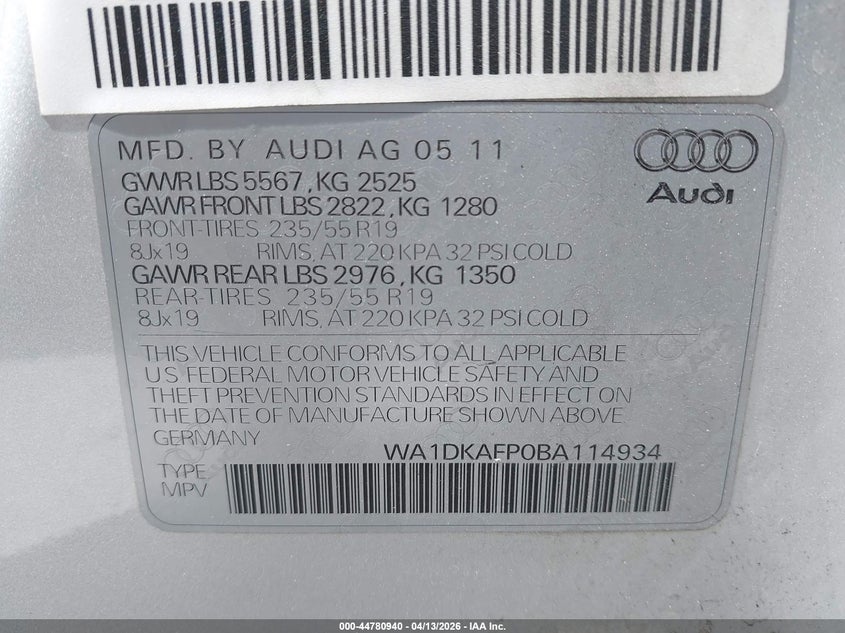 MFD. BY AUDI AG 05 11
GVWR LBS 5567, KG 2525
GAWR FRONT LBS 2822, KG 1280
FRONT-TIRES 235/55 R19
8Jx19 RIMS, AT 220 KPA 32 PSI COLD
GAWR REAR LBS 2976, KG 1350
REAR-TIRES 235/55 R19
8Jx19 RIMS, AT 220 KPA 32 PSI COLD
Audi
THIS VEHICLE CONFORMS TO ALL APPLICABLE
U.S. FEDERAL MOTOR VEHICLE SAFETY AND
THEFT PREVENTION STANDARDS IN EFFECT ON
THE DATE OF MANUFACTURE SHOWN ABOVE
GERMANY WA1DKAFP0BA114934
TYPE
MPV
000-44780940 - 04/13/2026 - IAA Inc.